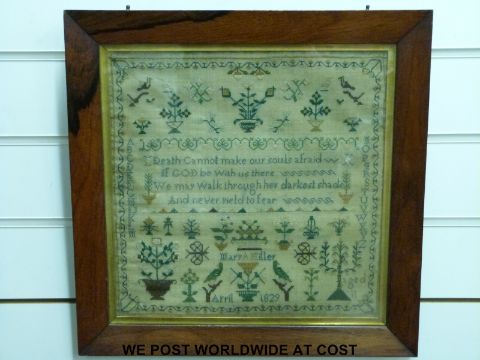 Death Cannot make our souls afraid
if GOD be with us there
We may Walk through her darkest shade
And never yield to fear
Mary Miller
April 1829
Aged
WE POST WORLDWIDE AT COST